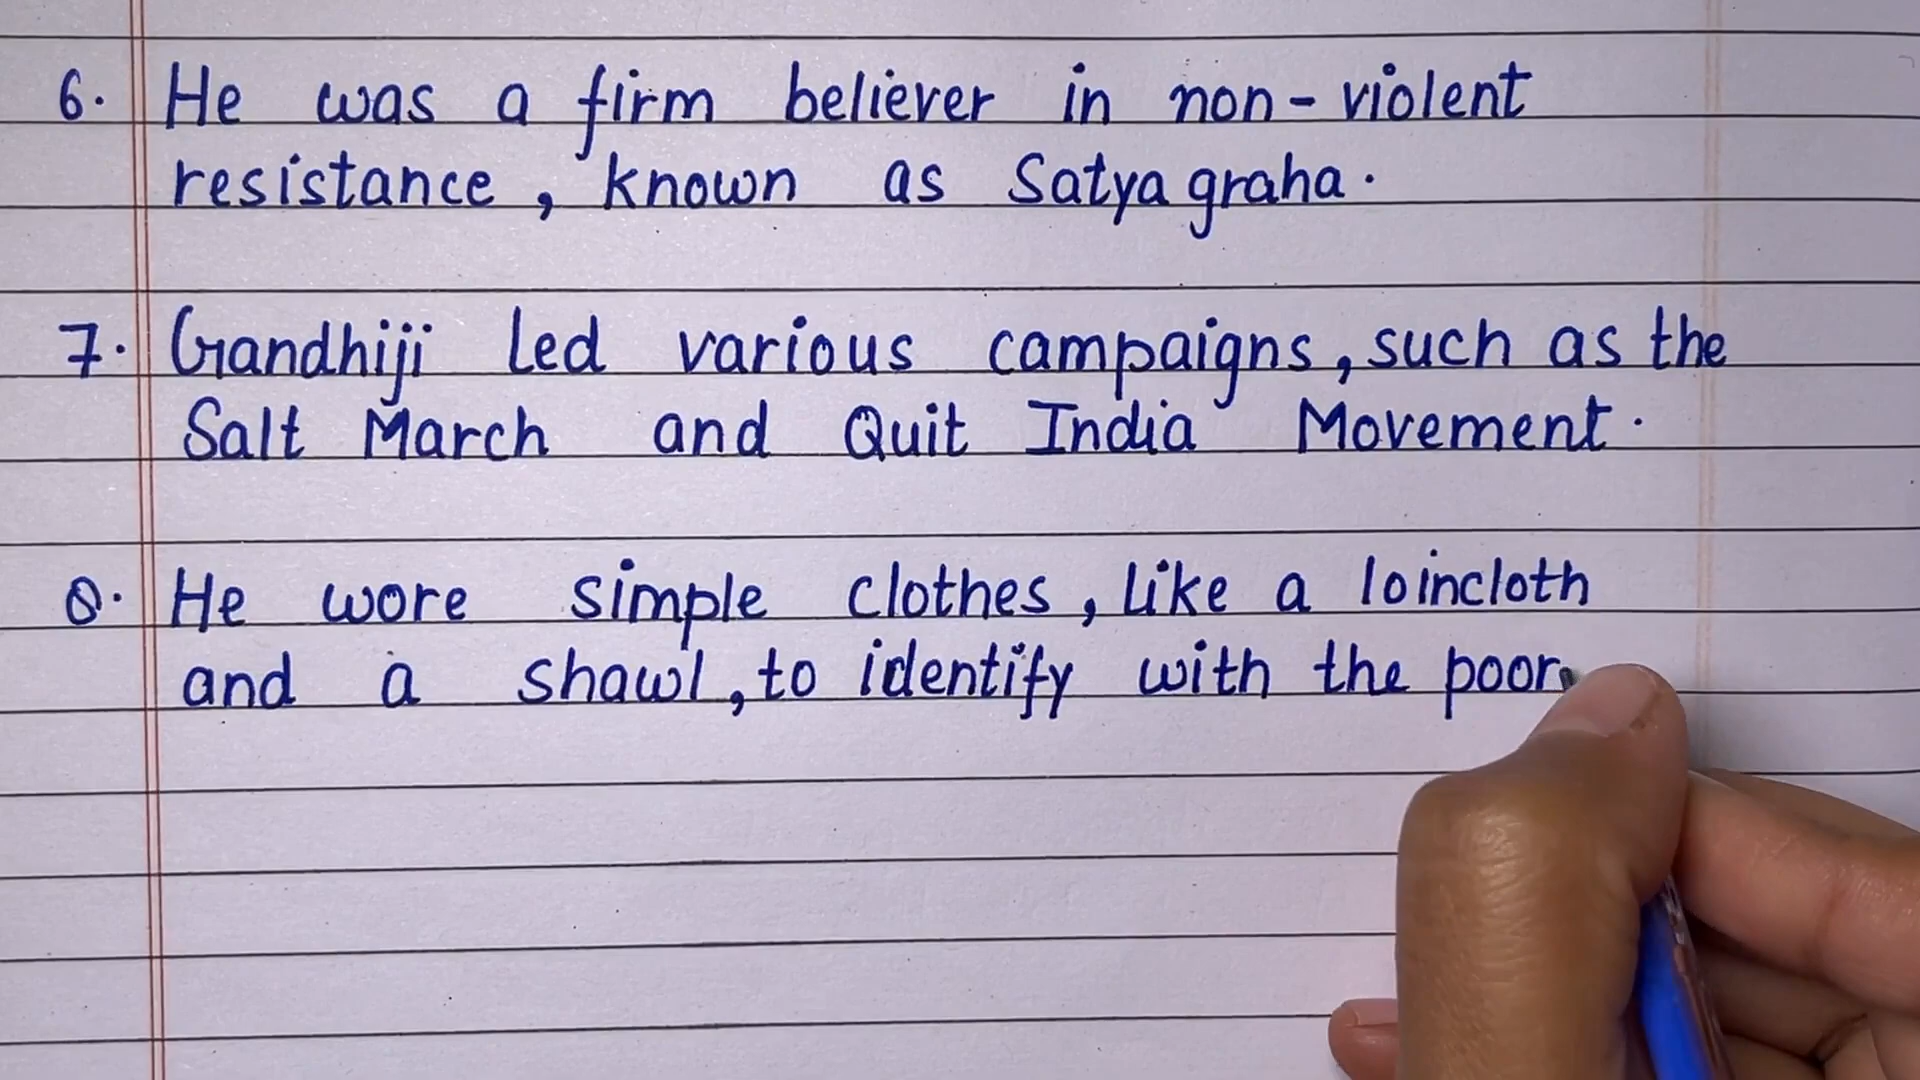 6. He was a firm believer in non-violent
resistance, known as Satyagraha.
7. Gandhiji led various campaigns, such as the
Salt March and Quit India Movement.
8. He wore simple clothes, like a loincloth
and a shawl, to identify with the poor